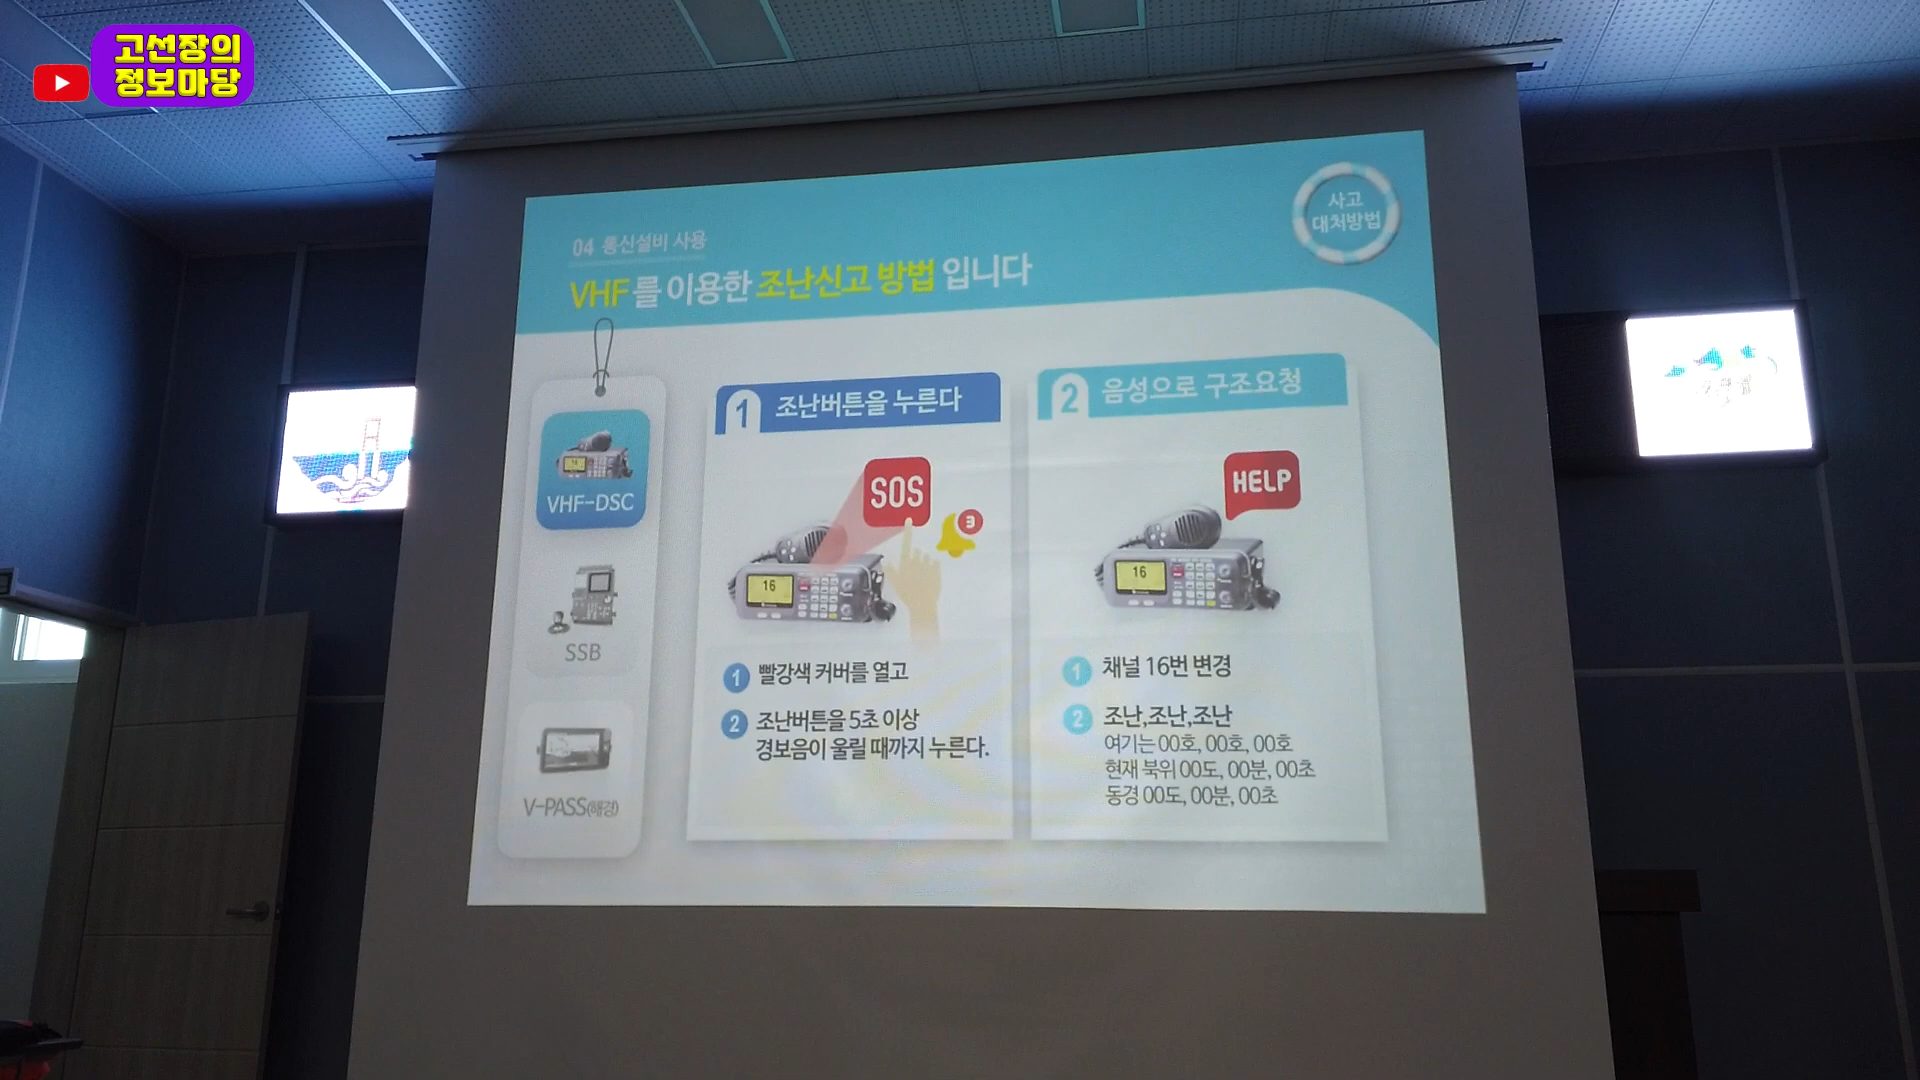 고선장의
정보마당
사고
대처방법
04 통신설비 사용
VHF를 이용한 조난신고 방법입니다
VHF-DSC
SSB
V-PASS(해경)
1 조난버튼을 누른다
SOS
3
16
1 빨강색 커버를 열고
2 조난버튼을 5초 이상
경보음이 울릴 때까지 누른다.
2 음성으로 구조요청
HELP
16
1 채널 16번 변경
2 조난,조난,조난
여기는 00호, 00호, 00호
현재 북위 00도, 00분, 00초
동경 00도, 00분, 00초